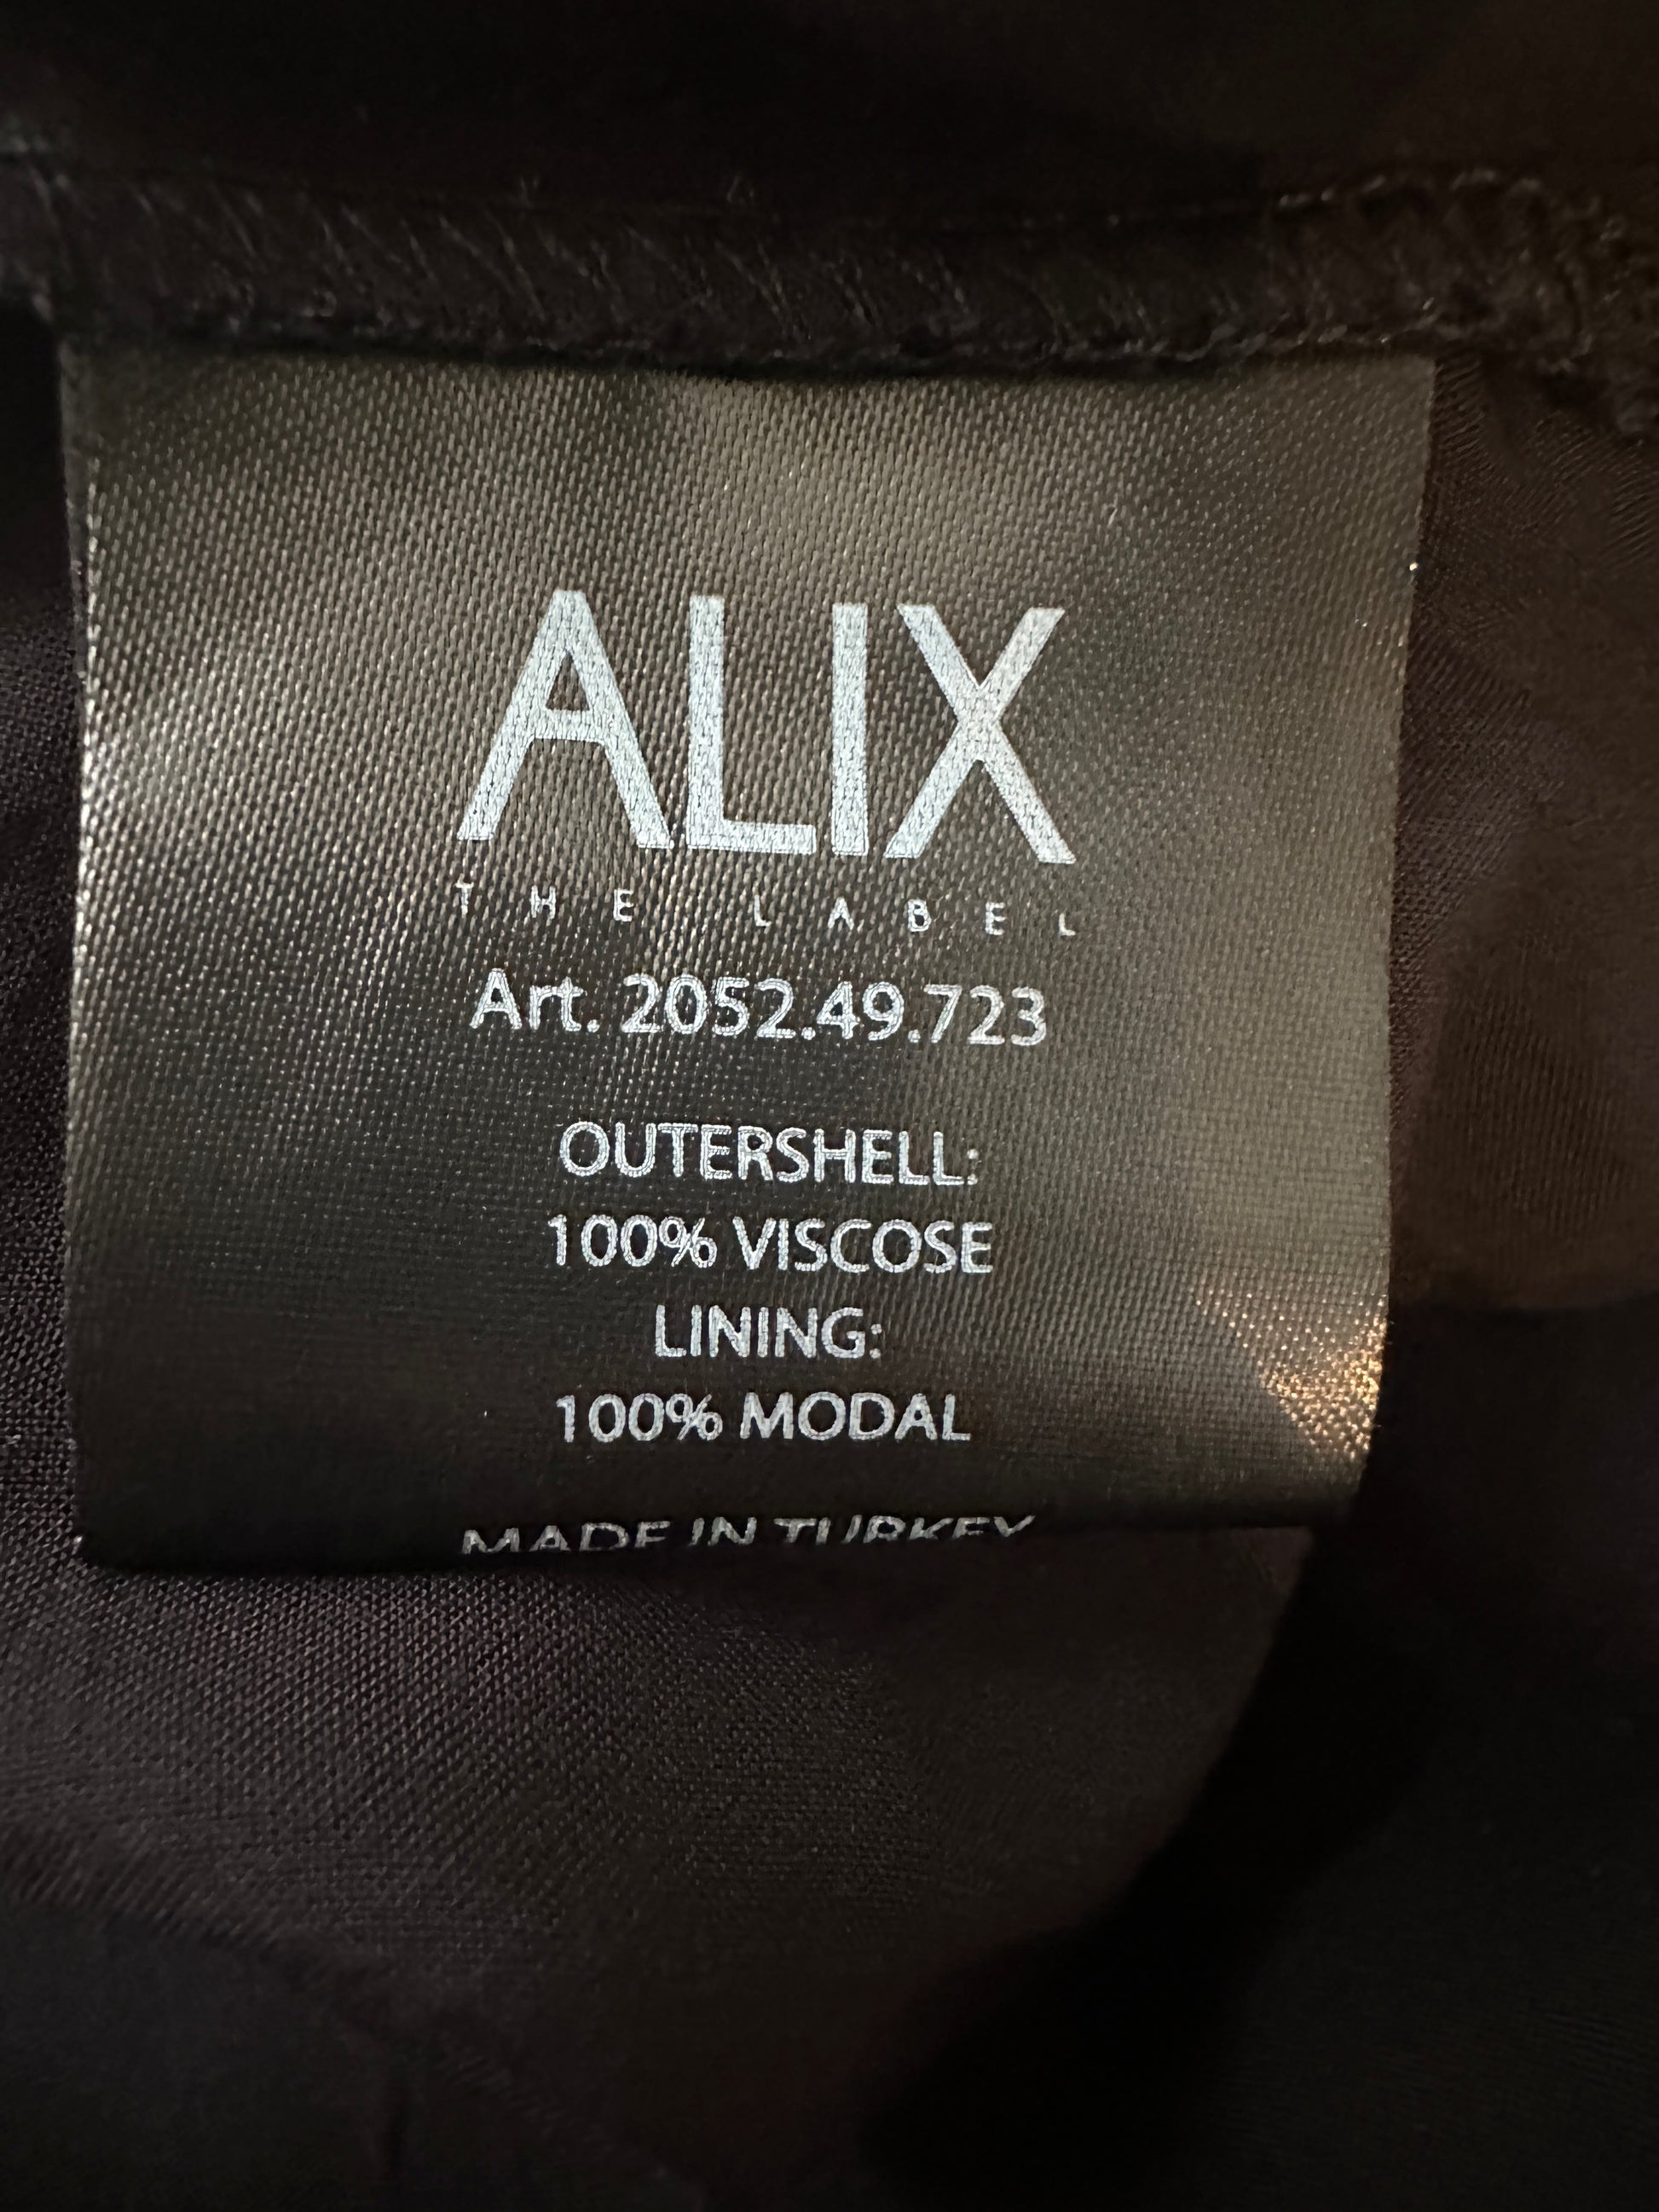 ALIX
THE LABEL
Art. 2052.49.723
OUTERSHELL:
100% VISCOSE
LINING:
100% MODAL
MADE IN TURKEY